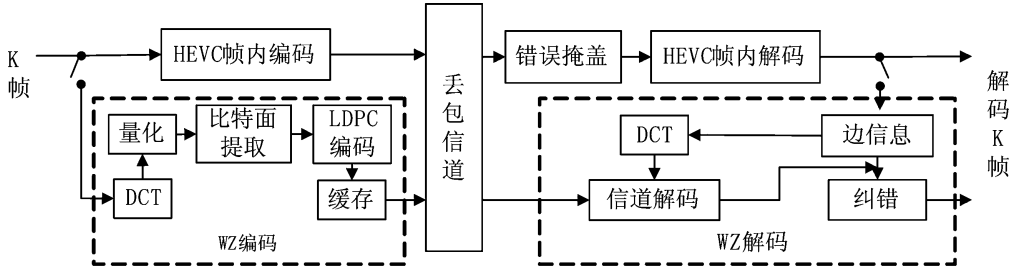 K
帧
HEVC帧内编码
量化
比特面
提取
LDPC
编码
DCT
缓存
WZ编码
丢
包
信
道
错误掩盖
HEVC帧内解码
DCT
边信息
信道解码
纠错
WZ解码
解
码
K
帧